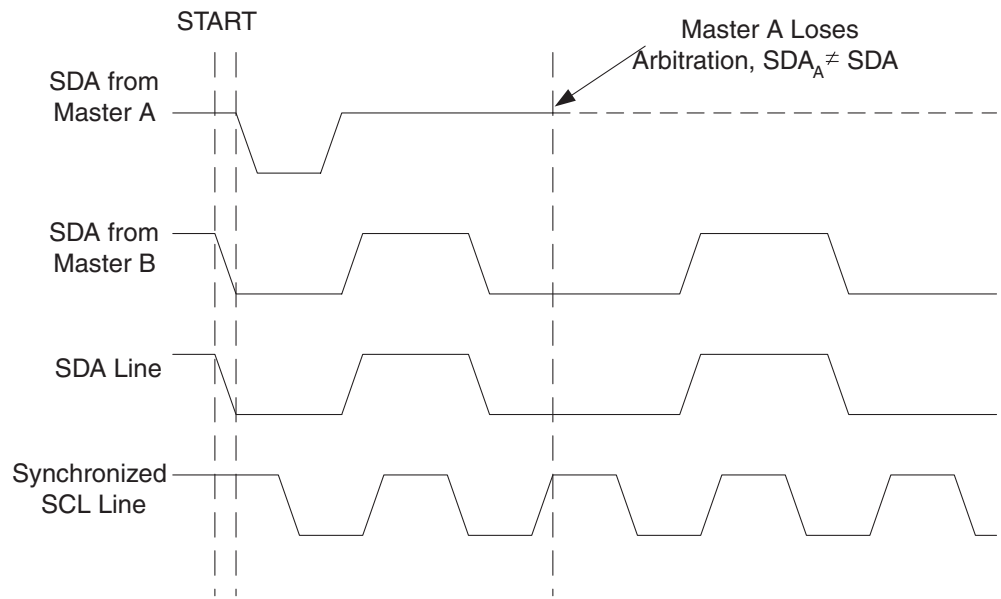 START
Master A Loses
Arbitration, SDA_A ≠ SDA
SDA from
Master A
SDA from
Master B
SDA Line
Synchronized
SCL Line